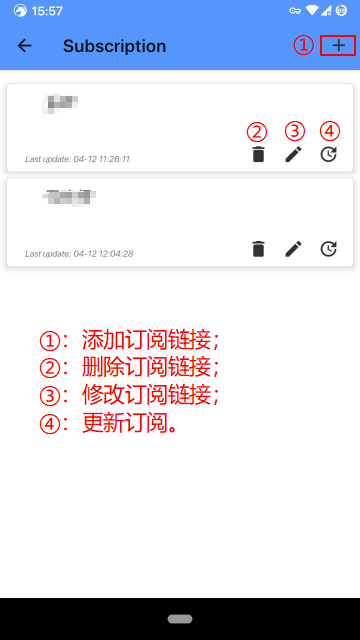 15:57
Subscription ①
② ③ ④
Last update: 04-12 11:26:11
Last update: 04-12 12:04:28
①：添加订阅链接；
②：删除订阅链接；
③：修改订阅链接；
④：更新订阅。